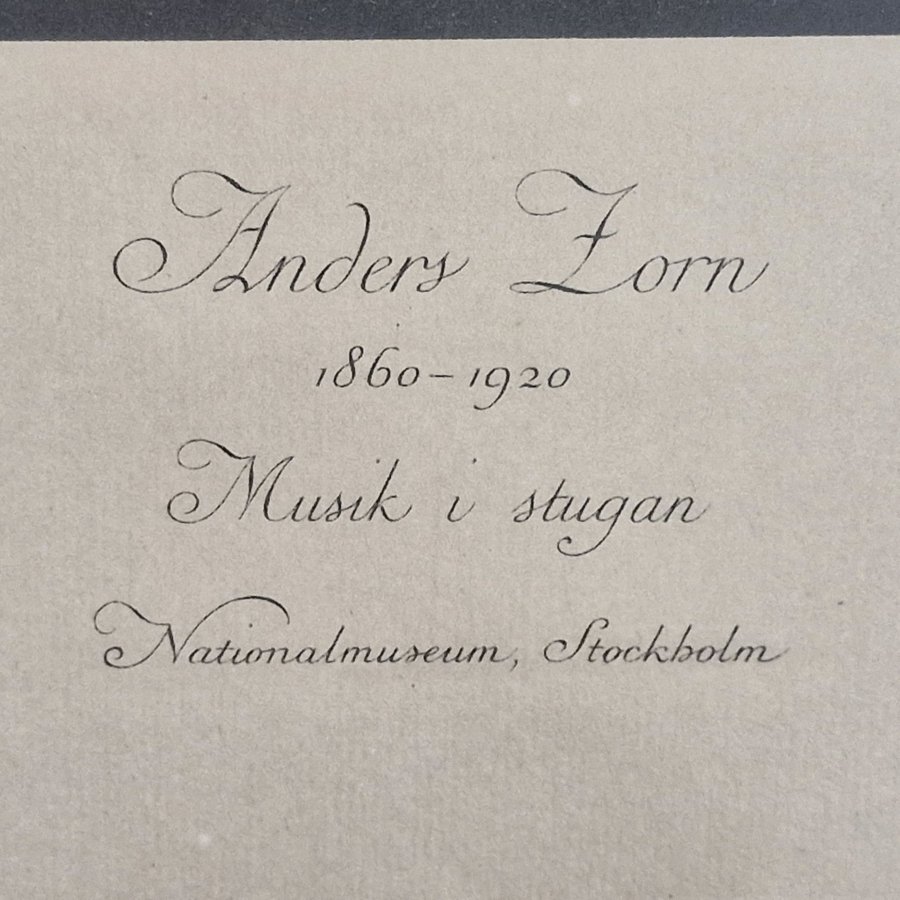 Anders Zorn
1860–1920
Musik i stugan
Nationalmuseum, Stockholm